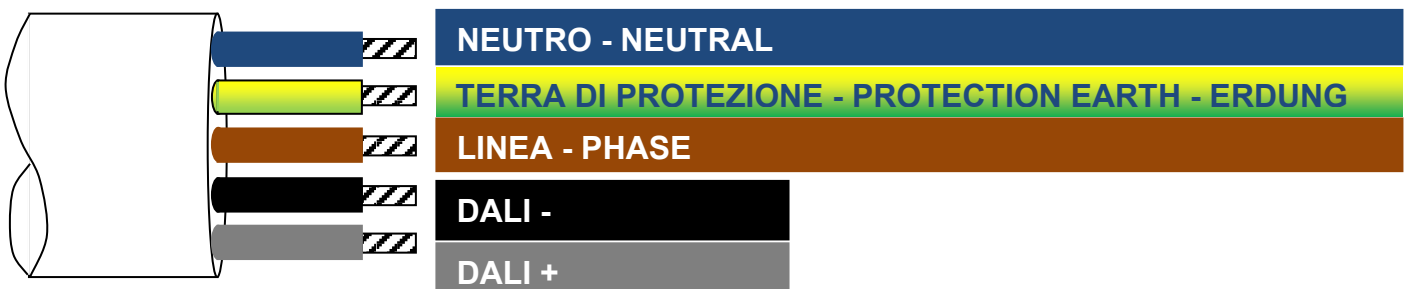 NEUTRO - NEUTRAL
TERRA DI PROTEZIONE - PROTECTION EARTH - ERDUNG
LINEA - PHASE
DALI -
DALI +